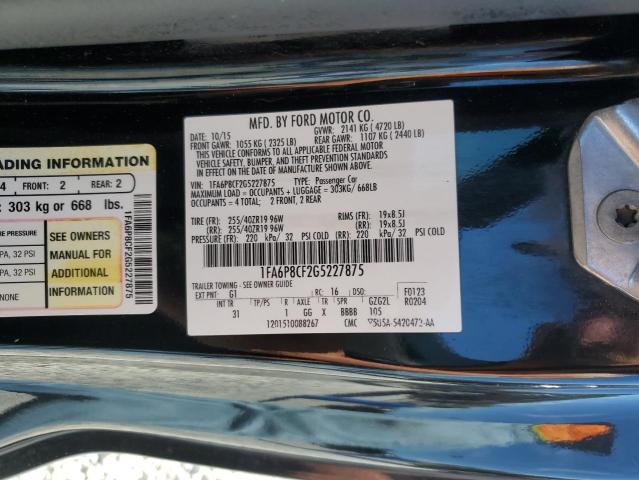 MFD. BY FORD MOTOR CO.
DATE: 10/15 GVWR: 2141 KG ( 4720 LB)
FRONT GAWR: 1055 KG ( 2325 LB) REAR GAWR: 1107 KG ( 2440 LB)
THIS VEHICLE CONFORMS TO ALL APPLICABLE FEDERAL MOTOR
VEHICLE SAFETY, BUMPER, AND THEFT PREVENTION STANDARDS
IN EFFECT ON THE DATE OF MANUFACTURE SHOWN ABOVE.
VIN: 1FA6P8CF2G5227875 TYPE: Passenger Car
MAXIMUM LOAD = OCCUPANTS + LUGGAGE = 303KG/ 668LB
OCCUPANTS = 4 TOTAL; 2 FRONT, 2 REAR
TIRE (FR): 255/40ZR19 96W RIMS (FR): 19x8.5J
(RR): 255/40ZR19 96W (RR): 19x8.5J
PRESSURE (FR): 220 kPa/ 32 PSI COLD (RR): 220 kPa/ 32 PSI COLD
1FA6P8CF2G5227875
TRAILER TOWING - SEE OWNER GUIDE
EXT PNT: G1 RC: 16 DSO: F0123
INT TR TP/PS R AXLE TR SPR GZG2L R0204
31 1 GG X BBBB 105
1201510088267 CMC
ADING INFORMATION
4 FRONT: 2 REAR: 2
: 303 kg or 668 lbs.
PA, 32 PSI
PA, 32 PSI
NONE
SEE OWNERS
MANUAL FOR
ADDITIONAL
INFORMATION
1FA6P8CF2G5227875